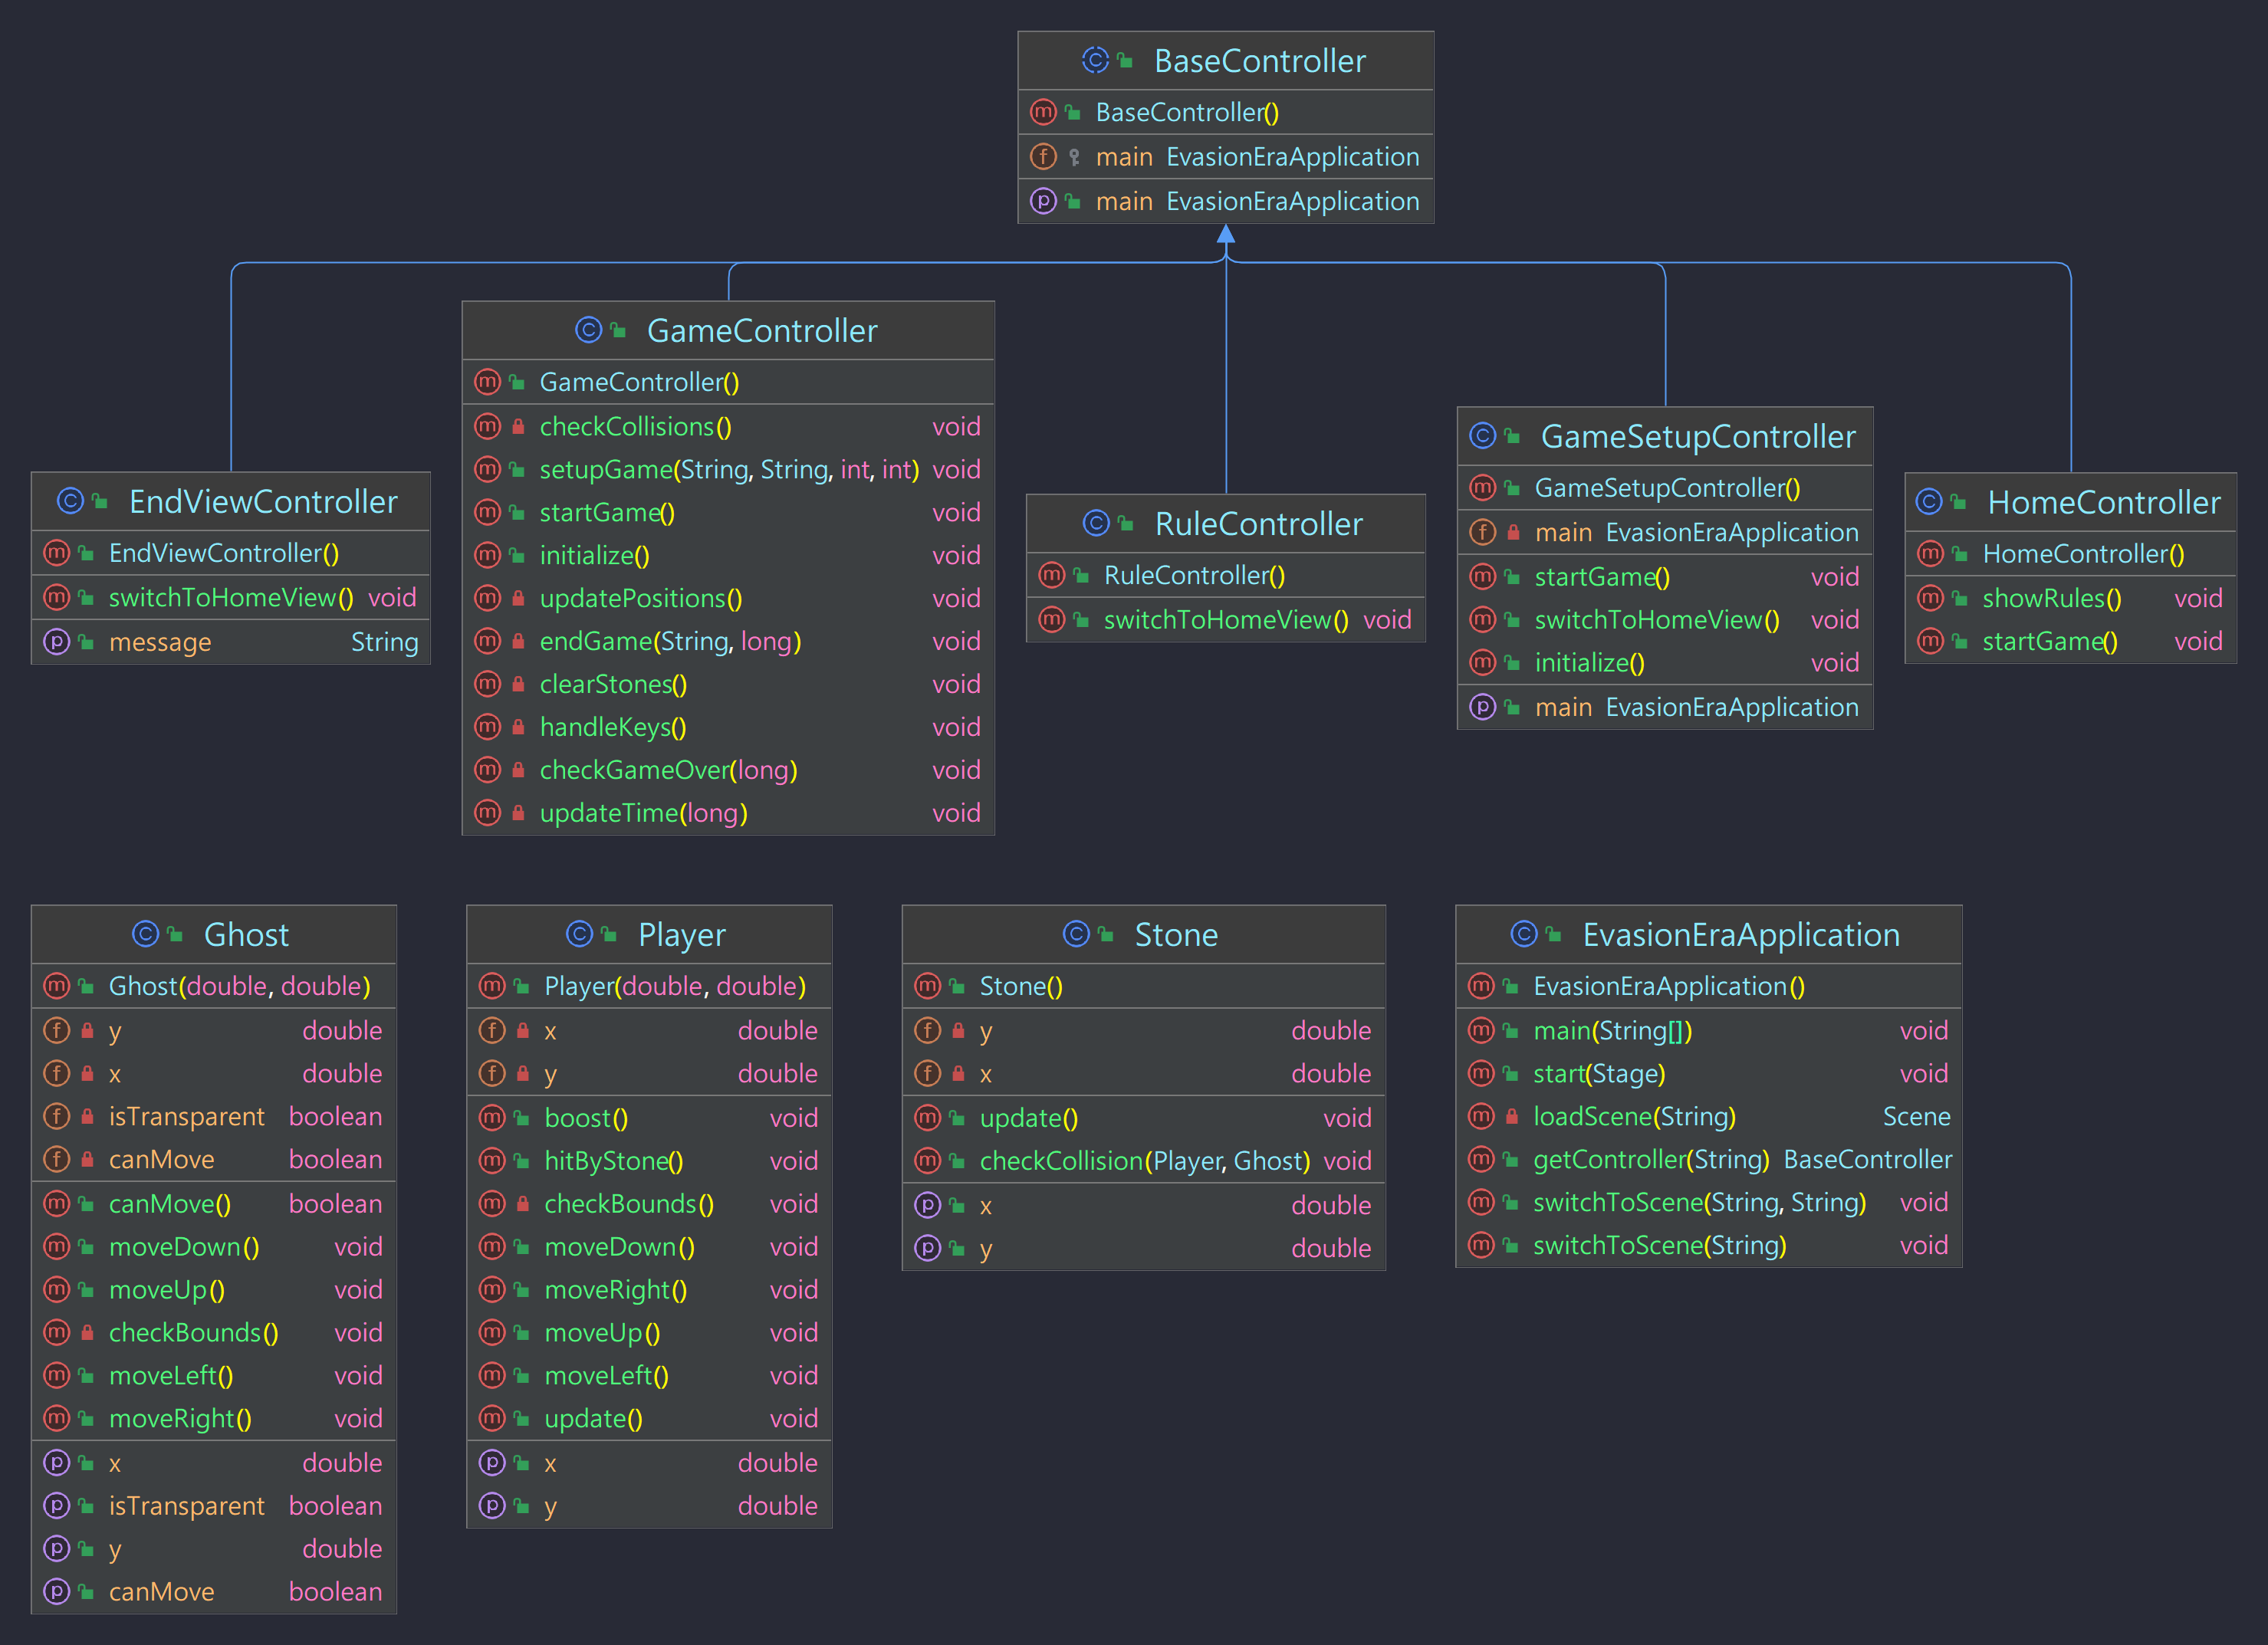 BaseController
BaseController()
main EvasionEraApplication
main EvasionEraApplication
GameController
GameController()
checkCollisions() void
setupGame(String, String, int, int) void
startGame() void
initialize() void
updatePositions() void
endGame(String, long) void
clearStones() void
handleKeys() void
checkGameOver(long) void
updateTime(long) void
EndViewController
EndViewController()
switchToHomeView() void
message String
RuleController
RuleController()
switchToHomeView() void
GameSetupController
GameSetupController()
main EvasionEraApplication
startGame() void
switchToHomeView() void
initialize() void
main EvasionEraApplication
HomeController
HomeController()
showRules() void
startGame() void
Ghost
Ghost(double, double)
y double
x double
isTransparent boolean
canMove boolean
canMove() boolean
moveDown() void
moveUp() void
checkBounds() void
moveLeft() void
moveRight() void
x double
isTransparent boolean
y double
canMove boolean
Player
Player(double, double)
x double
y double
boost() void
hitByStone() void
checkBounds() void
moveDown() void
moveRight() void
moveUp() void
moveLeft() void
update() void
x double
y double
Stone
Stone()
y double
x double
update() void
checkCollision(Player, Ghost) void
x double
y double
EvasionEraApplication
EvasionEraApplication()
main(String[]) void
start(Stage) void
loadScene(String) Scene
getController(String) BaseController
switchToScene(String, String) void
switchToScene(String) void